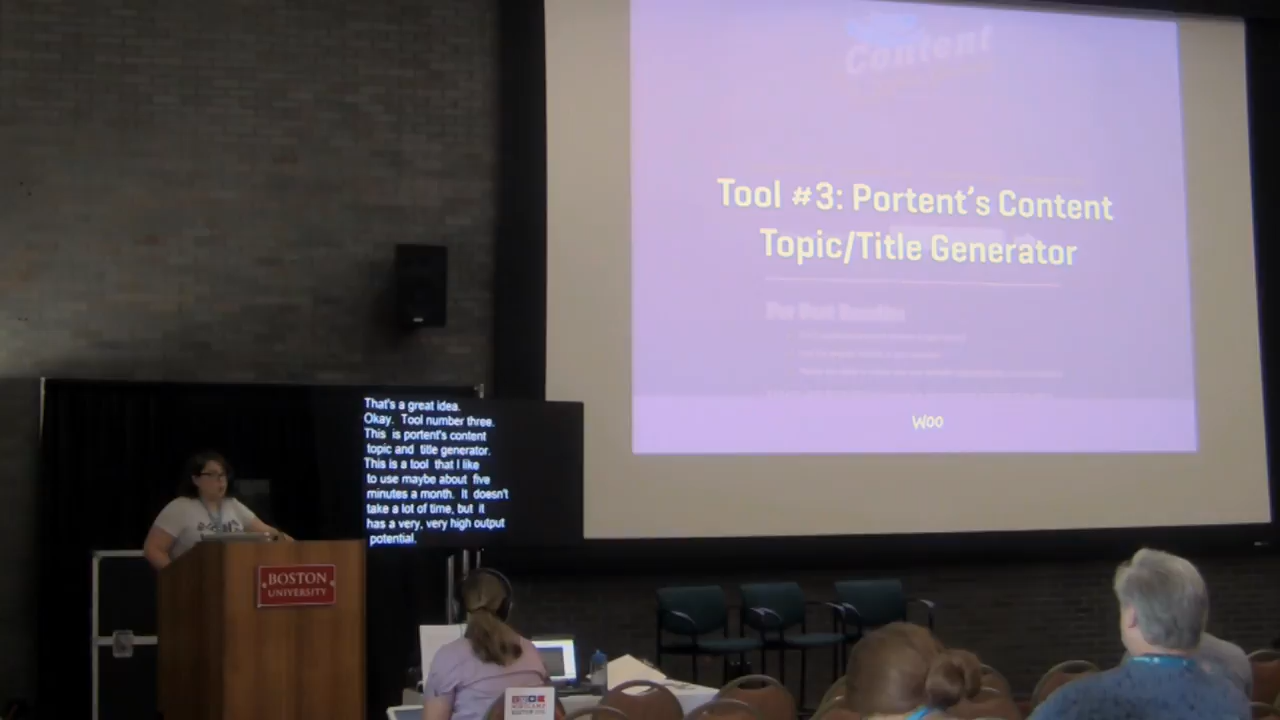 Content
Tool #3: Portent's Content
Topic/Title Generator
WOO
That's a great idea.
Okay. Tool number three.
This is portent's content
topic and title generator.
This is a tool that I like
to use maybe about five
minutes a month. It doesn't
take a lot of time, but it
has a very, very high output
potential.
BOSTON
UNIVERSITY